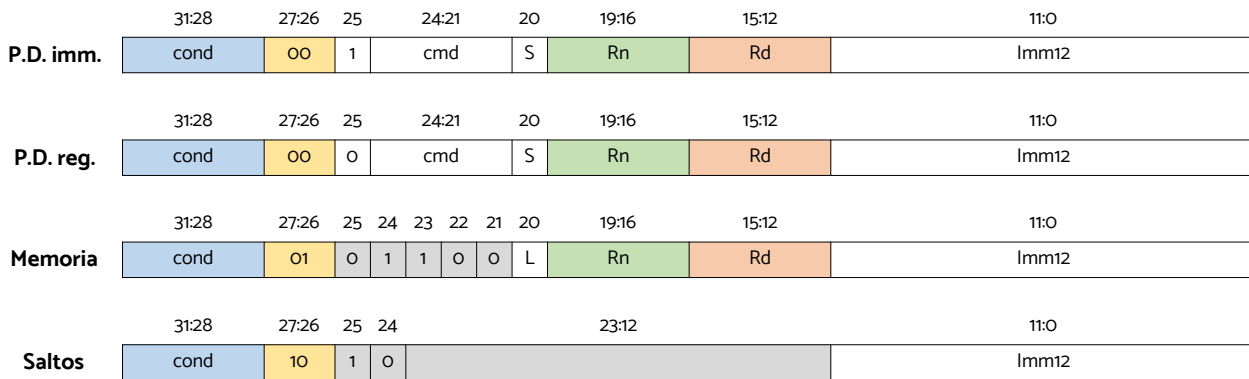 31:28 27:26 25 24:21 20 19:16 15:12 11:0
P.D. imm. cond 00 1 cmd S Rn Rd Imm12
31:28 27:26 25 24:21 20 19:16 15:12 11:0
P.D. reg. cond 00 0 cmd S Rn Rd Imm12
31:28 27:26 25 24 23 22 21 20 19:16 15:12 11:0
Memoria cond 01 0 1 1 0 0 L Rn Rd Imm12
31:28 27:26 25 24 23:12 11:0
Saltos cond 10 1 0 Imm12